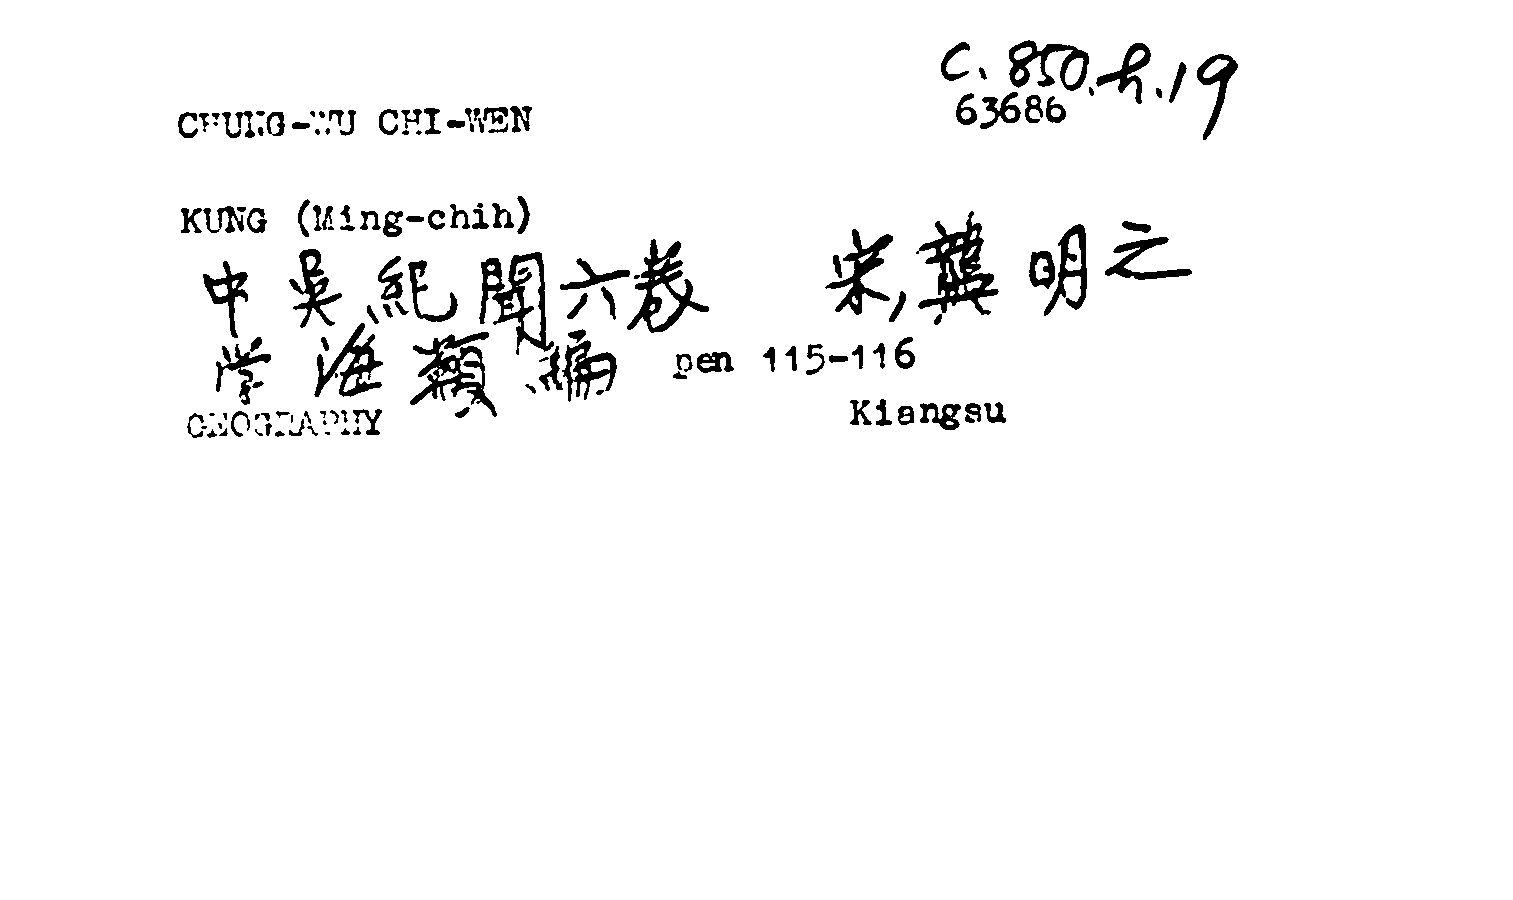 C. 850.h.19
63686
CHUNG-WU CHI-WEN
KUNG (Ming-chih)
中吳紀聞六卷 宋,龔明之
学海類編 pen 115-116
GEOGRAPHY Kiangsu